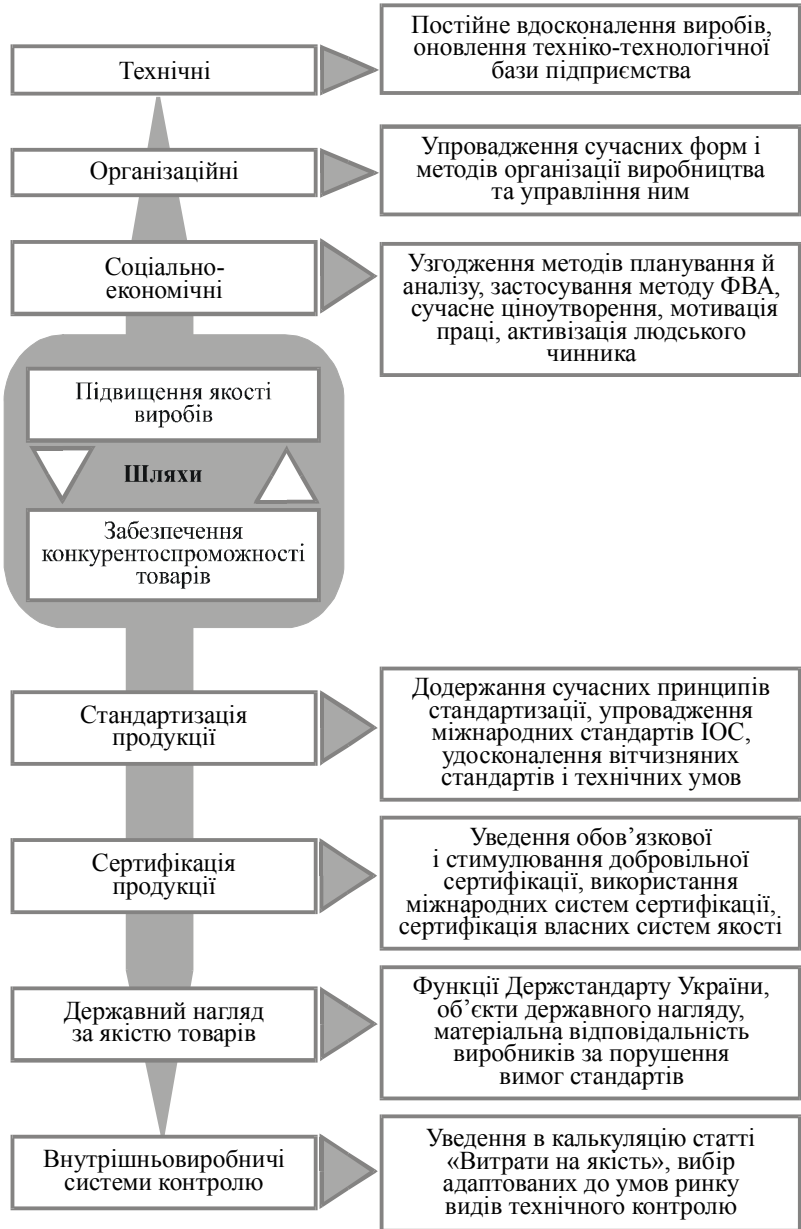 Технічні
Постійне вдосконалення виробів,
оновлення техніко-технологічної
бази підприємства
Організаційні
Упровадження сучасних форм і
методів організації виробництва
та управління ним
Соціально-
економічні
Узгодження методів планування й
аналізу, застосування методу ФВА,
сучасне ціноутворення, мотивація
праці, активізація людського
чинника
Підвищення якості
виробів
Шляхи
Забезпечення
конкурентоспроможності
товарів
Стандартизація
продукції
Додержання сучасних принципів
стандартизації, упровадження
міжнародних стандартів ІОС,
удосконалення вітчизняних
стандартів і технічних умов
Сертифікація
продукції
Уведення обов’язкової
і стимулювання добровільної
сертифікації, використання
міжнародних систем сертифікації,
сертифікація власних систем якості
Державний нагляд
за якістю товарів
Функції Держстандарту України,
об’єкти державного нагляду,
матеріальна відповідальність
виробників за порушення
вимог стандартів
Внутрішньовиробничі
системи контролю
Уведення в калькуляцію статті
«Витрати на якість», вибір
адаптованих до умов ринку
видів технічного контролю